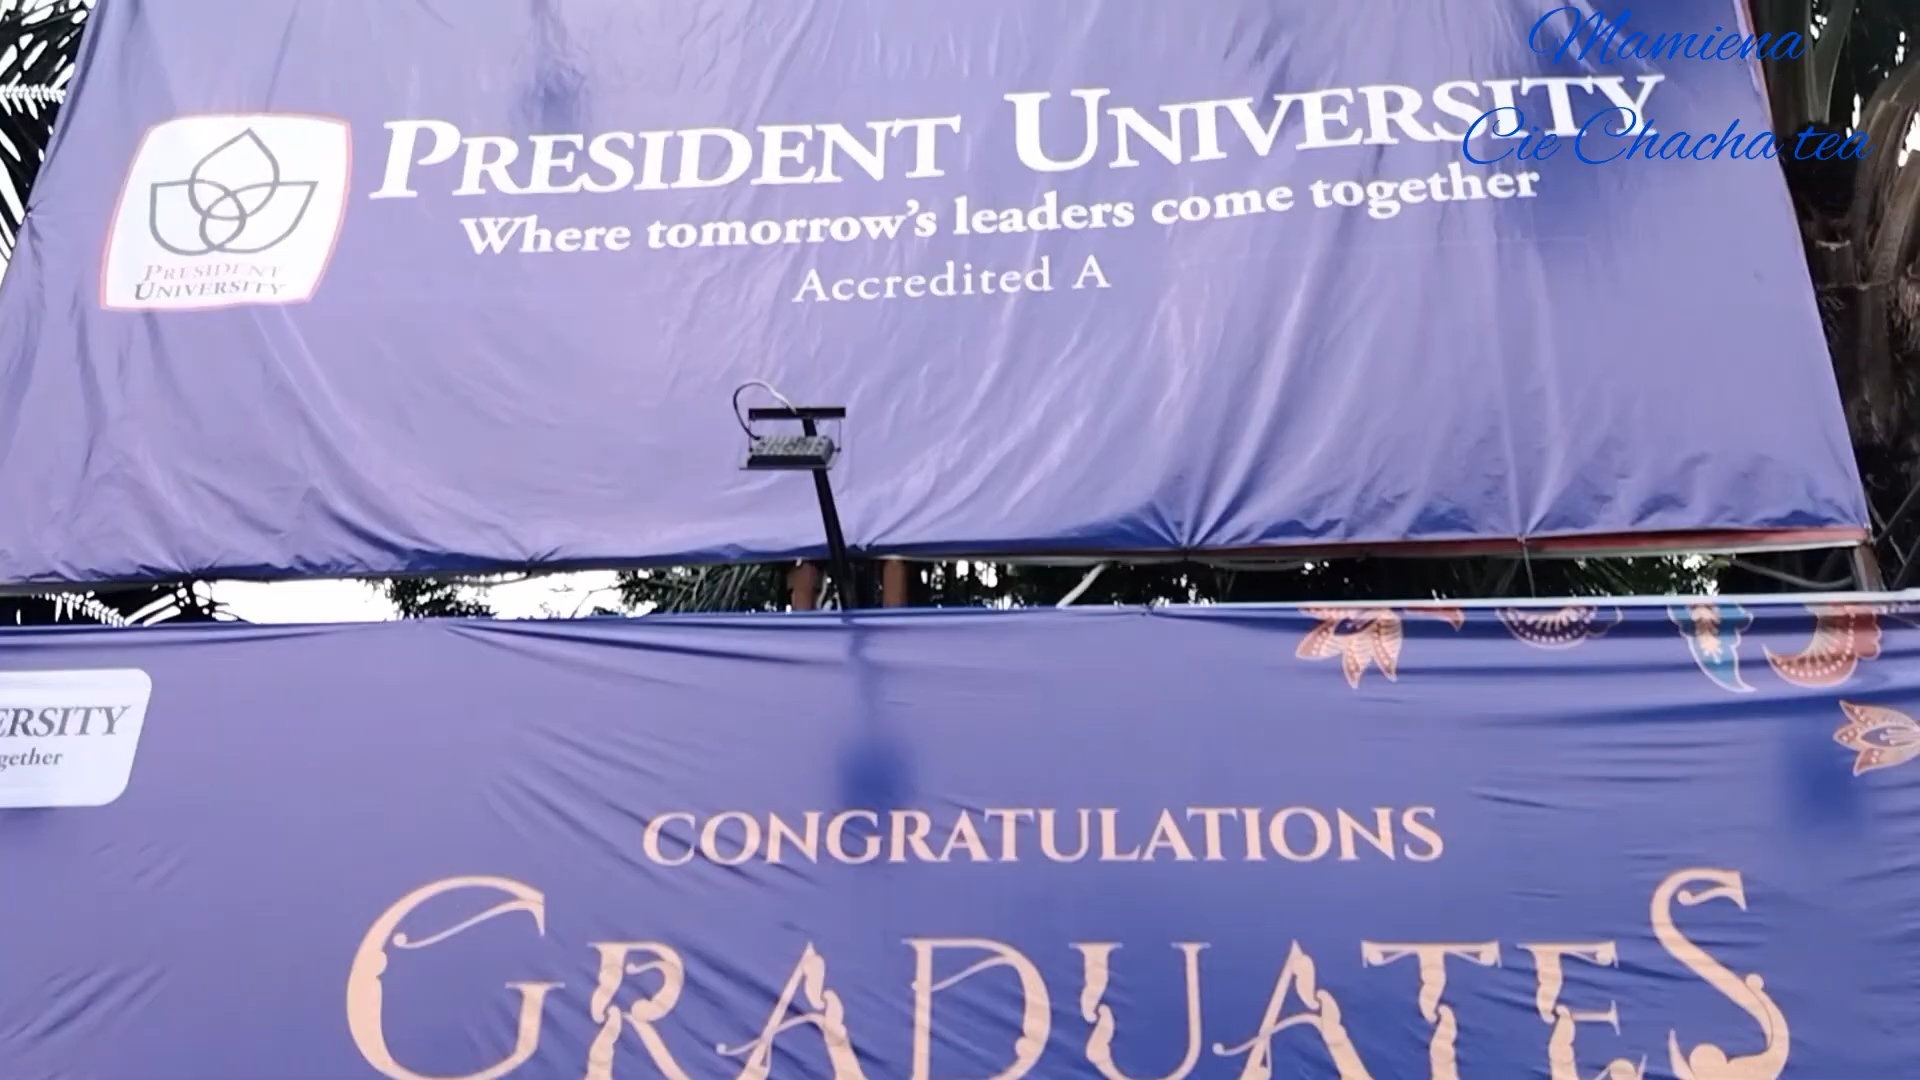 Mamiena
Cie Chacha tea
PRESIDENT UNIVERSITY
Where tomorrow's leaders come together
Accredited A
PRESIDENT
UNIVERSITY
ERSITY
gether
CONGRATULATIONS
GRADUATES